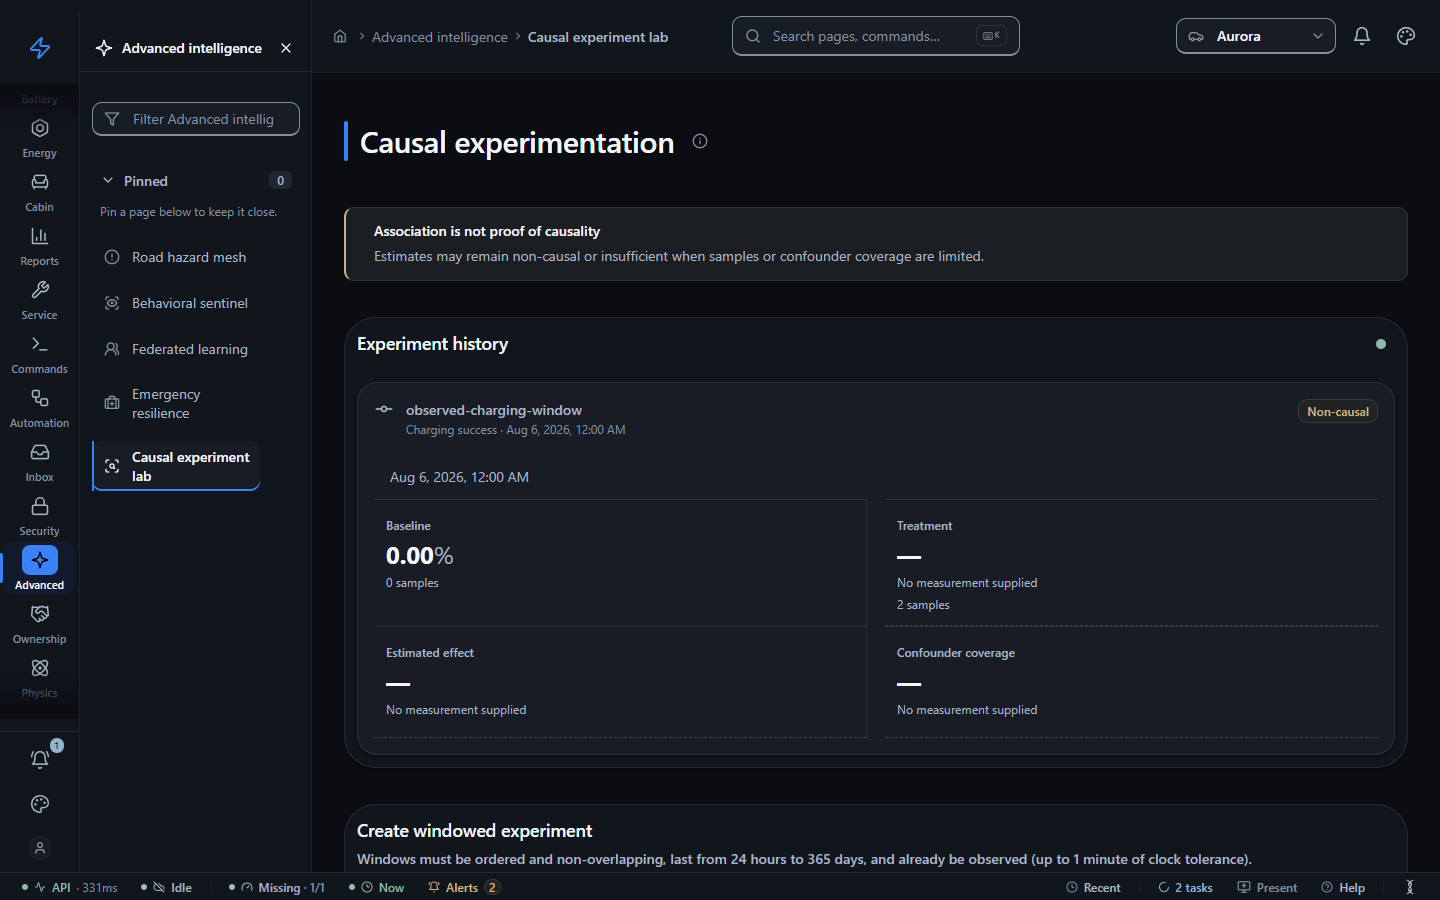 Advanced intelligence
Advanced intelligence
Causal experiment lab
Search pages, commands...
K
Aurora
Battery
Energy
Cabin
Reports
Service
Commands
Automation
Inbox
Security
Advanced
Ownership
Physics
1
Filter Advanced intellig
Pinned
0
Pin a page below to keep it close.
Road hazard mesh
Behavioral sentinel
Federated learning
Emergency
resilience
Causal experiment
lab
Causal experimentation
Association is not proof of causality
Estimates may remain non-causal or insufficient when samples or confounder coverage are limited.
Experiment history
observed-charging-window
Non-causal
Charging success · Aug 6, 2026, 12:00 AM
Aug 6, 2026, 12:00 AM
Baseline
0.00%
0 samples
Treatment
—
No measurement supplied
2 samples
Estimated effect
—
No measurement supplied
Confounder coverage
—
No measurement supplied
Create windowed experiment
Windows must be ordered and non-overlapping, last from 24 hours to 365 days, and already be observed (up to 1 minute of clock tolerance).
API · 331ms
Idle
Missing · 1/1
Now
Alerts 2
Recent
2 tasks
Present
Help